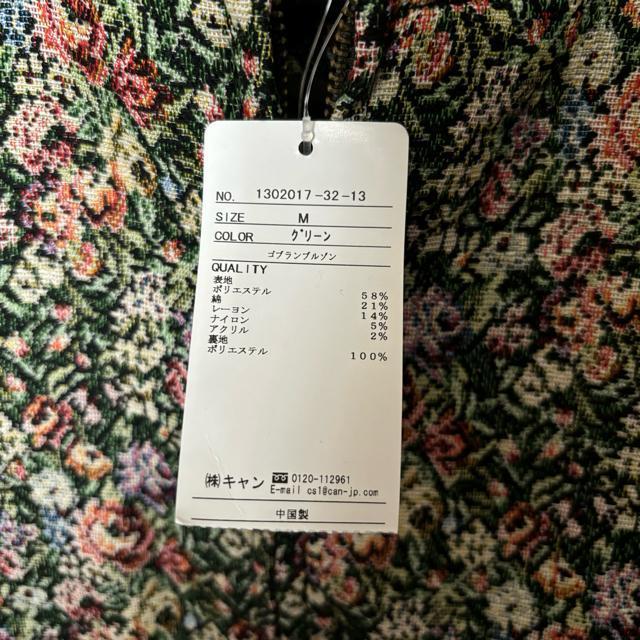 NO. 1302017-32-13
SIZE M
COLOR グリーン
ゴブランブルゾン
QUALITY
表地
ポリエステル 58%
綿 21%
レーヨン 14%
ナイロン 5%
アクリル 2%
裏地
ポリエステル 100%
㈱キャン 0120-112961
E-mail cs1@can-jp.com
中国製